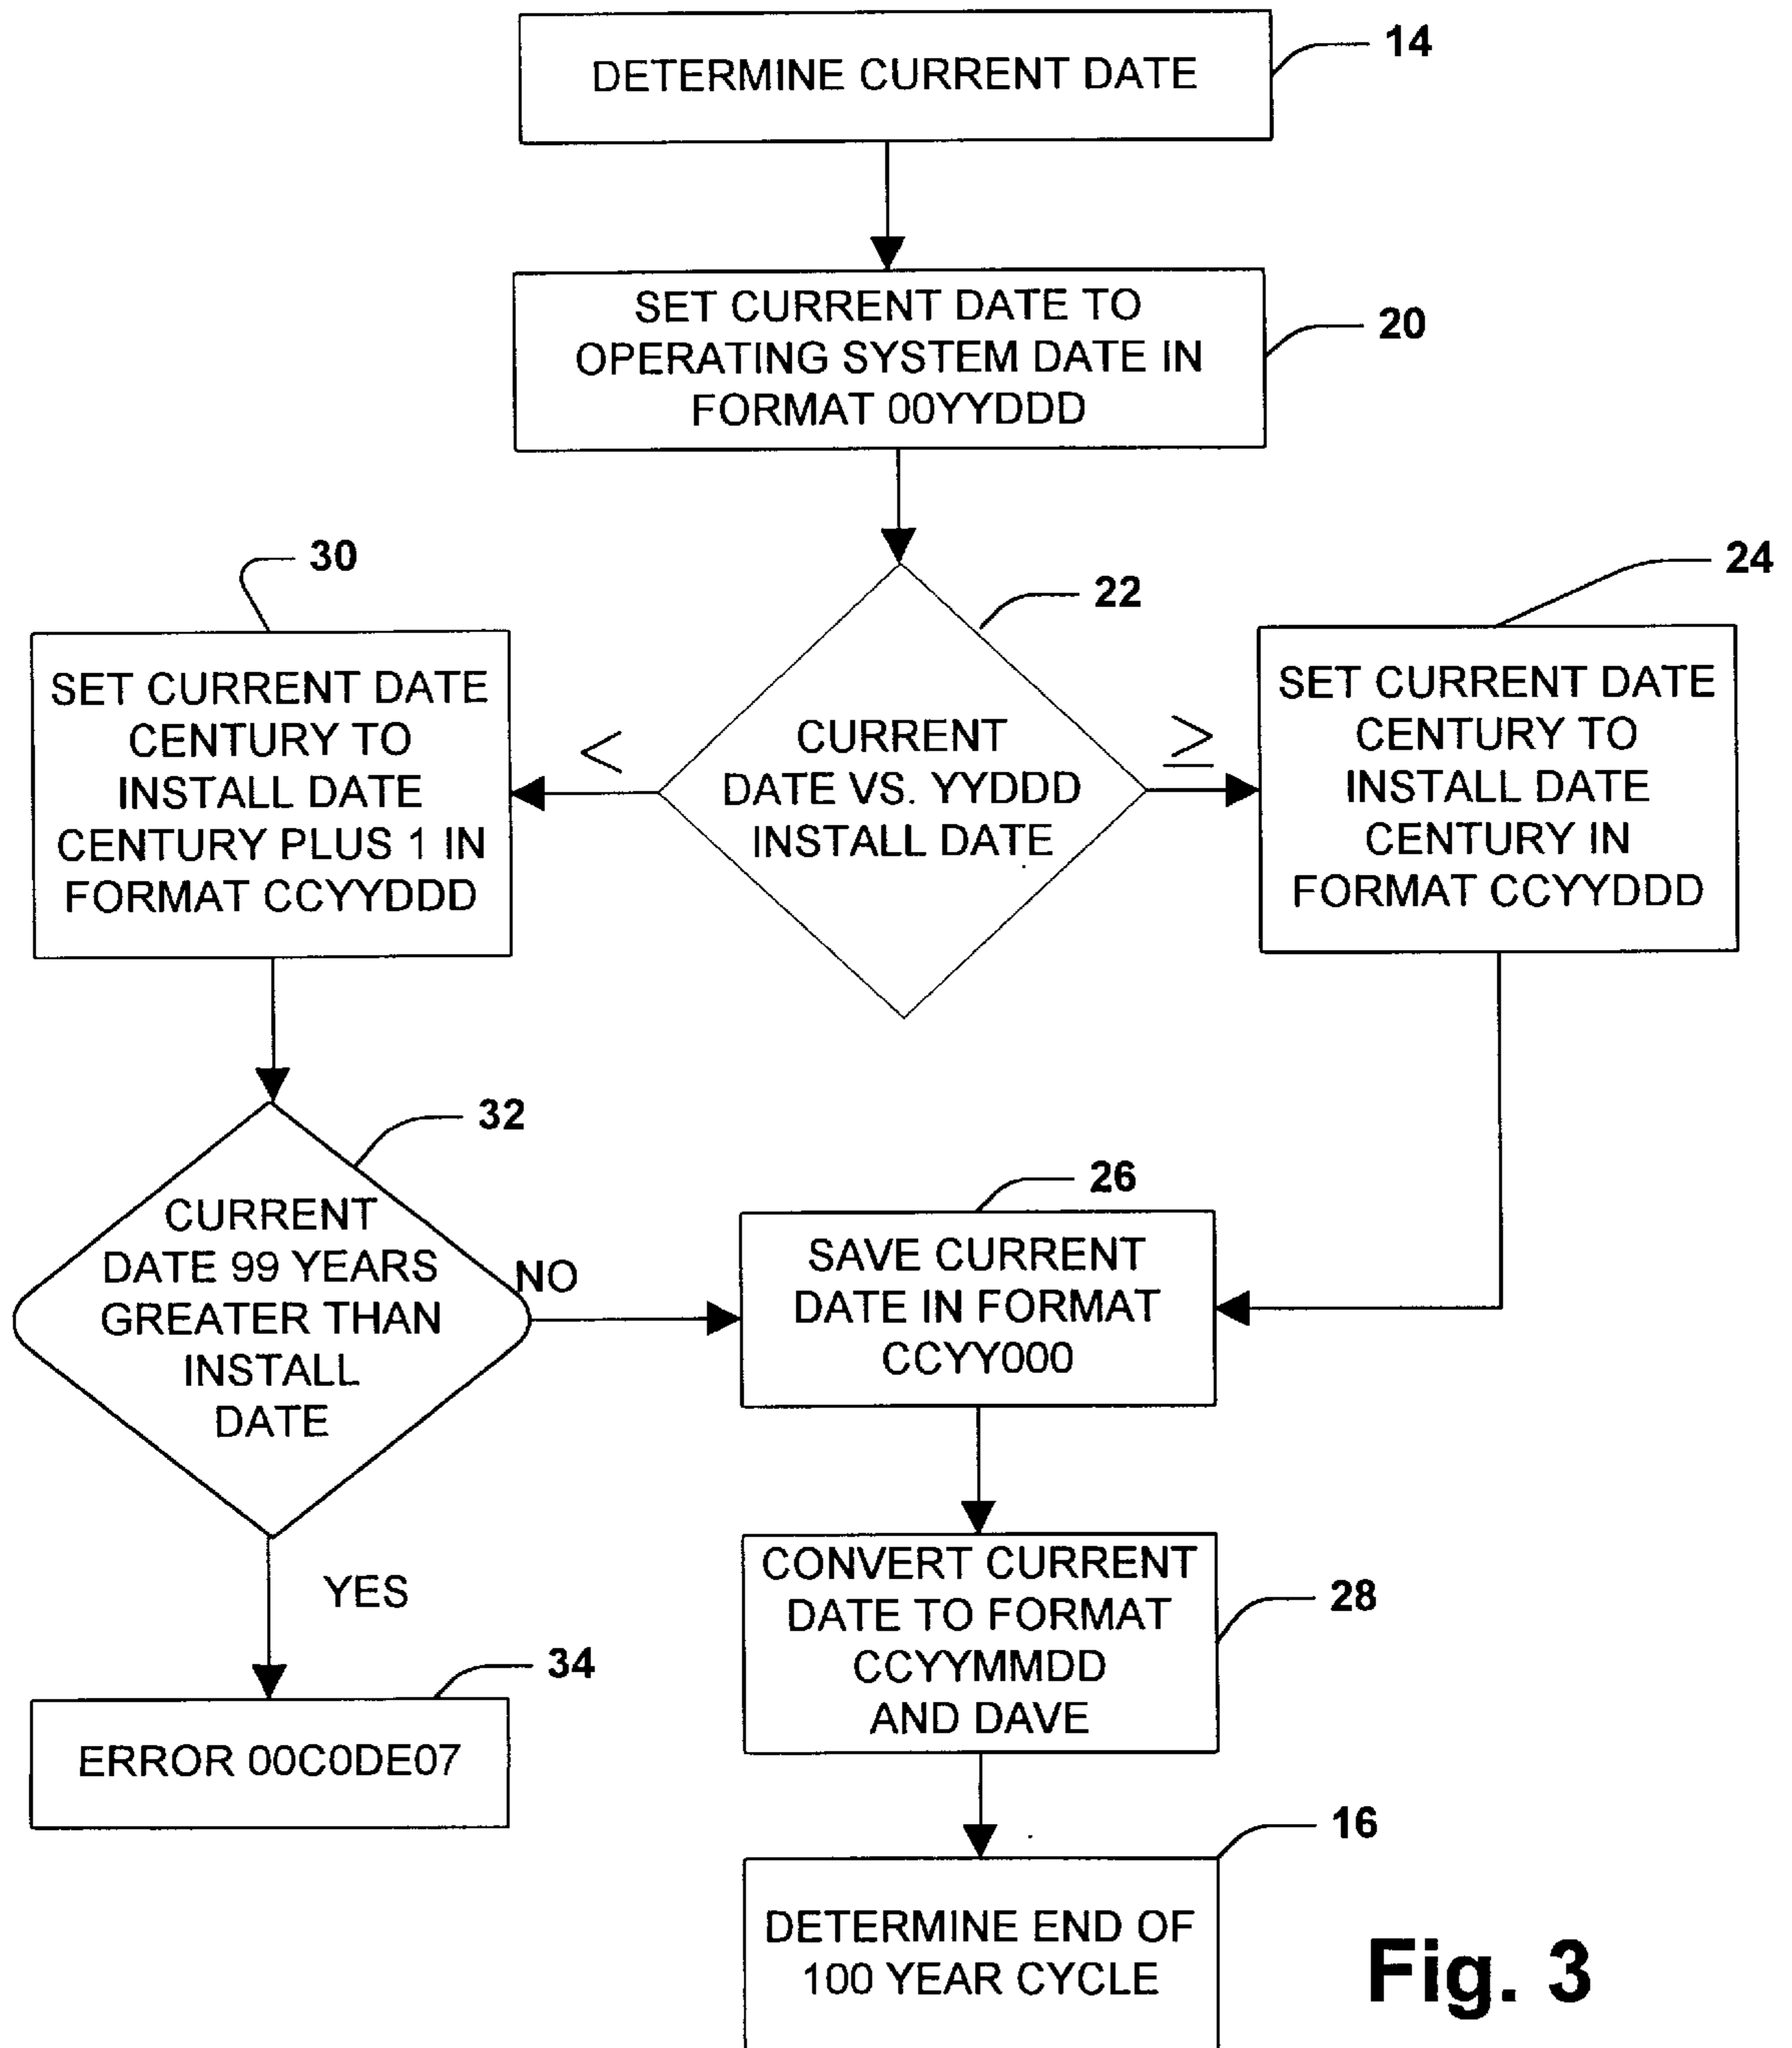 14
DETERMINE CURRENT DATE
SET CURRENT DATE TO
OPERATING SYSTEM DATE IN
FORMAT 00YYDDD
20
30
22
24
SET CURRENT DATE
CENTURY TO
INSTALL DATE
CENTURY PLUS 1 IN
FORMAT CCYYDDD
<
CURRENT
DATE VS. YYDDD
INSTALL DATE
≥
SET CURRENT DATE
CENTURY TO
INSTALL DATE
CENTURY IN
FORMAT CCYYDDD
32
CURRENT
DATE 99 YEARS
GREATER THAN
INSTALL
DATE
NO
26
SAVE CURRENT
DATE IN FORMAT
CCYY000
YES
CONVERT CURRENT
DATE TO FORMAT
CCYYMMDD
AND DAVE
28
34
ERROR 00C0DE07
16
DETERMINE END OF
100 YEAR CYCLE
Fig. 3